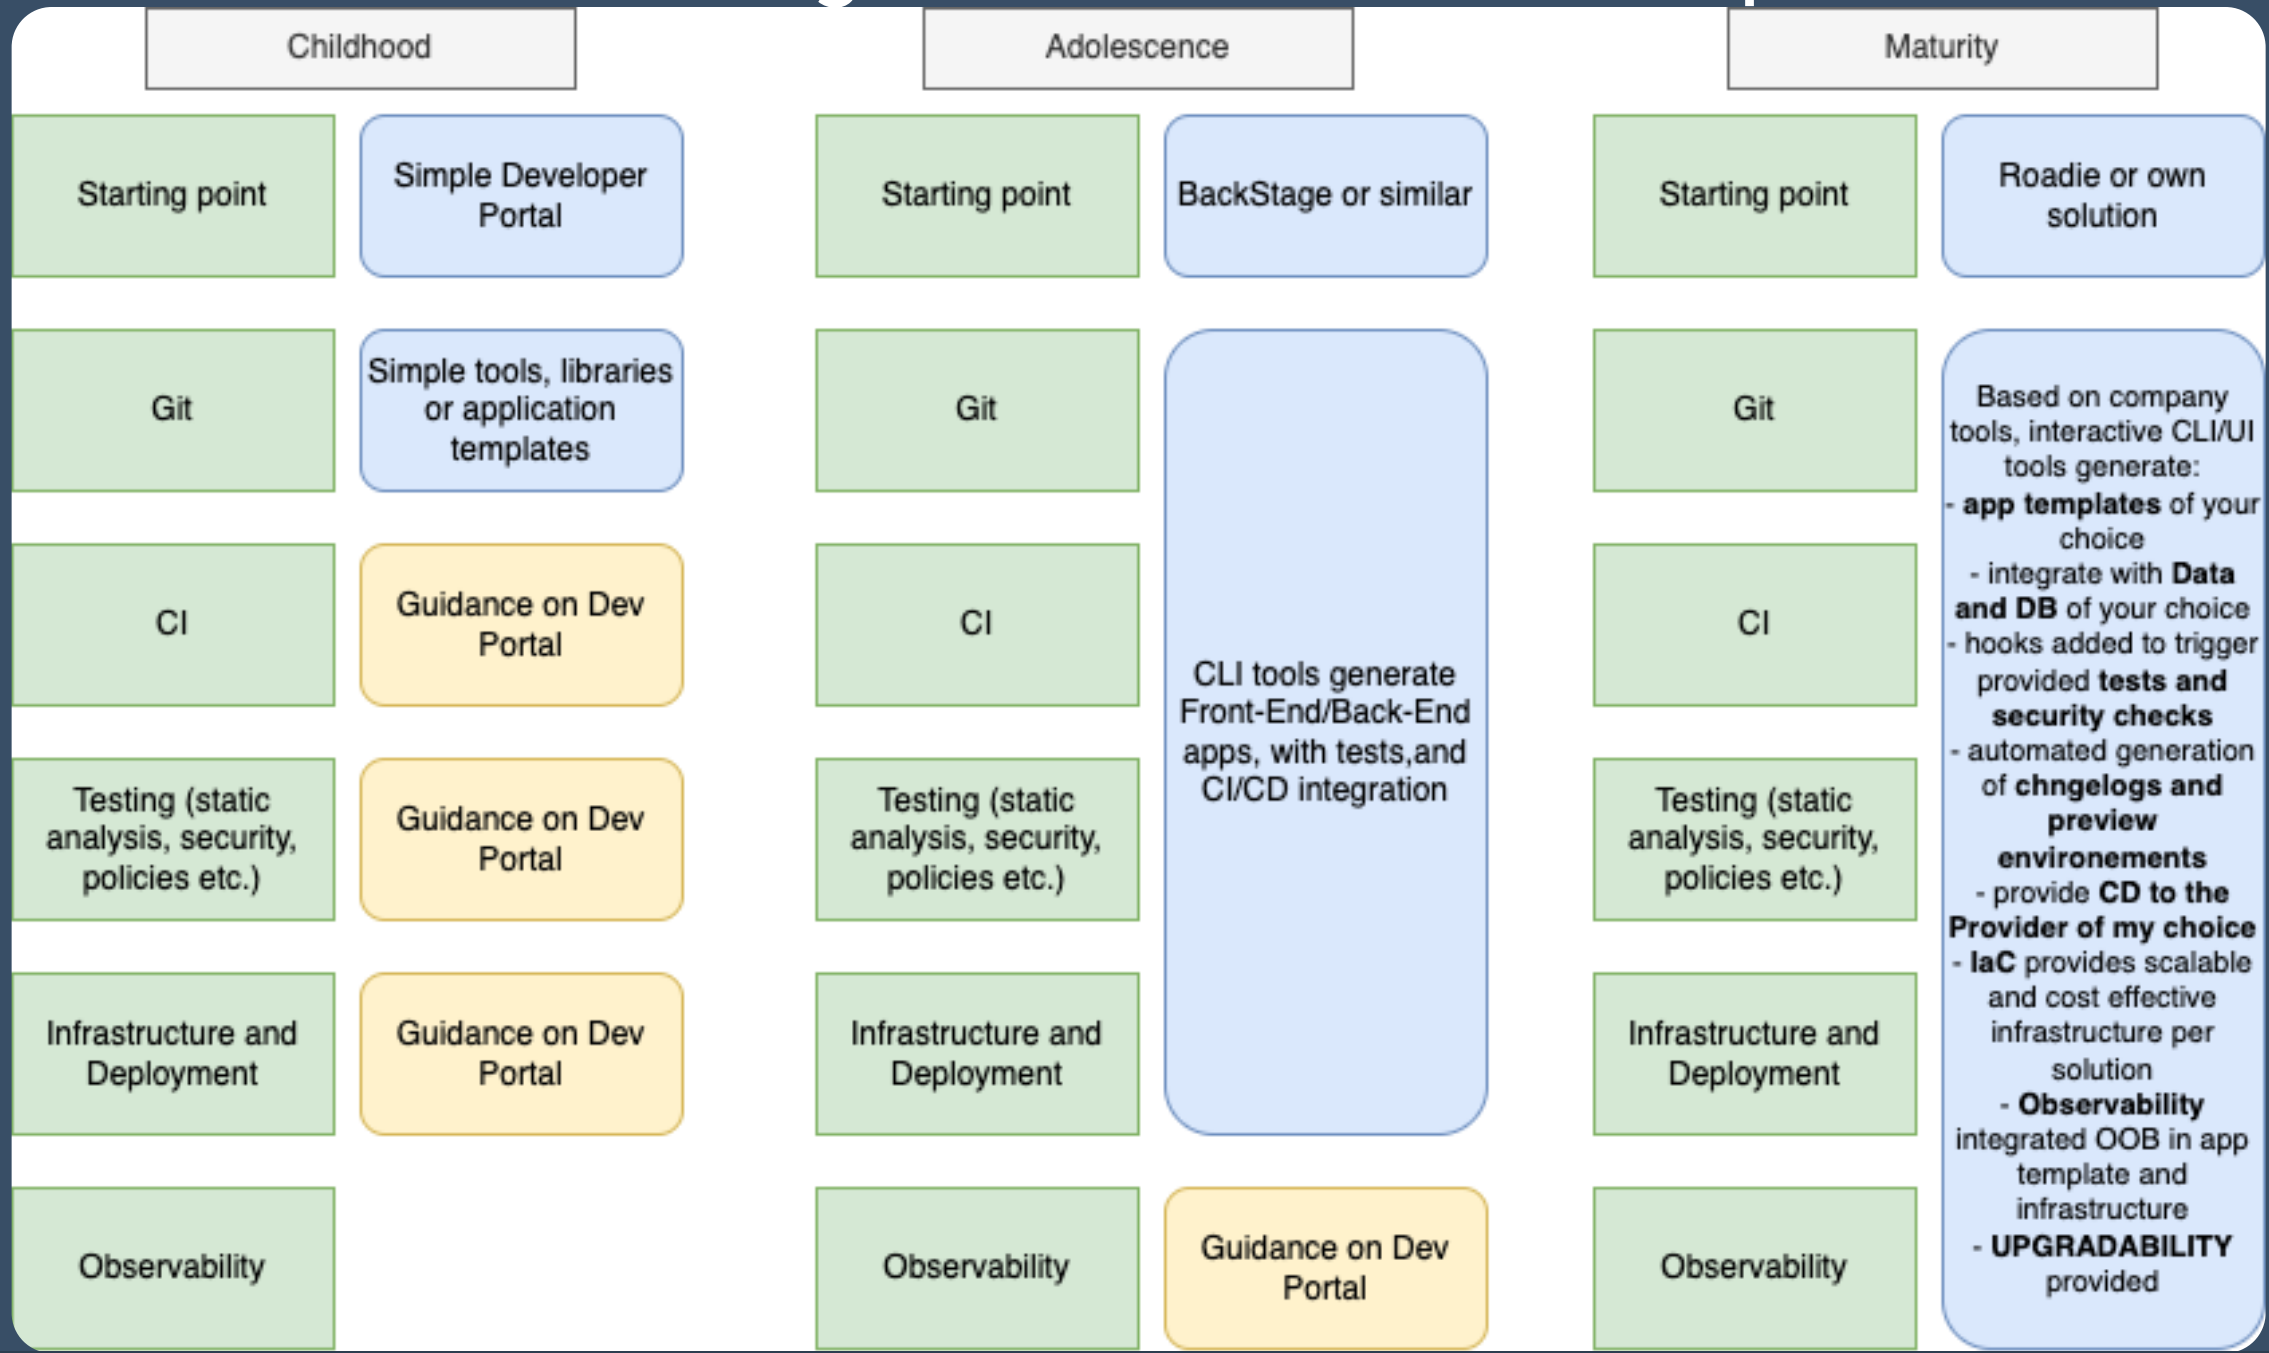 Childhood
Starting point
Simple Developer
Portal
Git
Simple tools, libraries
or application
templates
CI
Guidance on Dev
Portal
Testing (static
analysis, security,
policies etc.)
Guidance on Dev
Portal
Infrastructure and
Deployment
Guidance on Dev
Portal
Observability
Adolescence
Starting point
BackStage or similar
Git
CI
Testing (static
analysis, security,
policies etc.)
Infrastructure and
Deployment
CLI tools generate
Front-End/Back-End
apps, with tests,and
CI/CD integration
Observability
Guidance on Dev
Portal
Maturity
Starting point
Roadie or own
solution
Git
CI
Testing (static
analysis, security,
policies etc.)
Infrastructure and
Deployment
Observability
Based on company
tools, interactive CLI/UI
tools generate:
- app templates of your
choice
- integrate with Data
and DB of your choice
- hooks added to trigger
provided tests and
security checks
- automated generation
of chngelogs and
preview
environements
- provide CD to the
Provider of my choice
- IaC provides scalable
and cost effective
infrastructure per
solution
- Observability
integrated OOB in app
template and
infrastructure
- UPGRADABILITY
provided